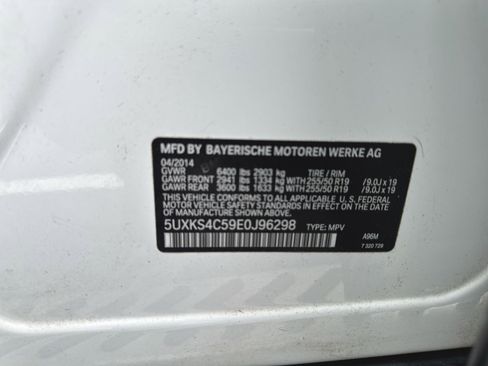 MFD BY BAYERISCHE MOTOREN WERKE AG
04/2014
GVWR 6400 lbs 2903 kg TIRE / RIM
GAWR FRONT 2941 lbs 1334 kg WITH 255/50 R19 /9.0J x 19
GAWR REAR 3600 lbs 1633 kg WITH 255/50 R19 /9.0J x 19
THIS VEHICLE CONFORMS TO ALL APPLICABLE U.S. FEDERAL
MOTOR VEHICLE SAFETY STANDARDS IN EFFECT ON THE
DATE OF MANUFACTURE SHOWN ABOVE.
5UXKS4C59E0J96298 TYPE: MPV A96M
7 320 729